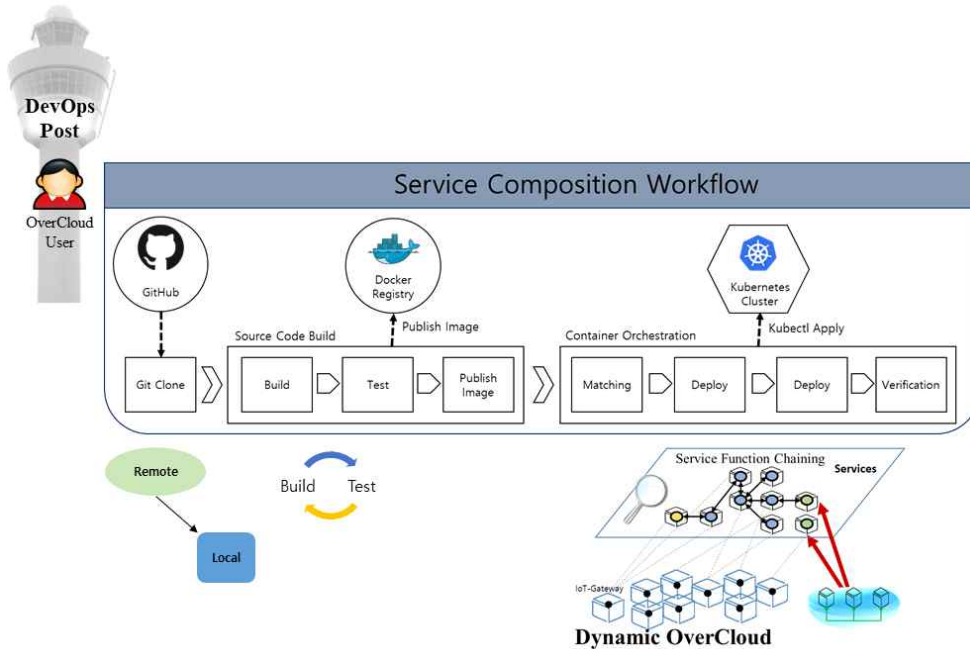 DevOps
Post
OverCloud
User
Service Composition Workflow
GitHub
Docker
Registry
Kubernetes
Cluster
Publish Image
Kubectl Apply
Source Code Build
Container Orchestration
Git Clone
Build
Test
Publish
Image
Matching
Deploy
Deploy
Verification
Remote
Local
Build
Test
Service Function Chaining
Services
IoT-Gateway
Dynamic OverCloud